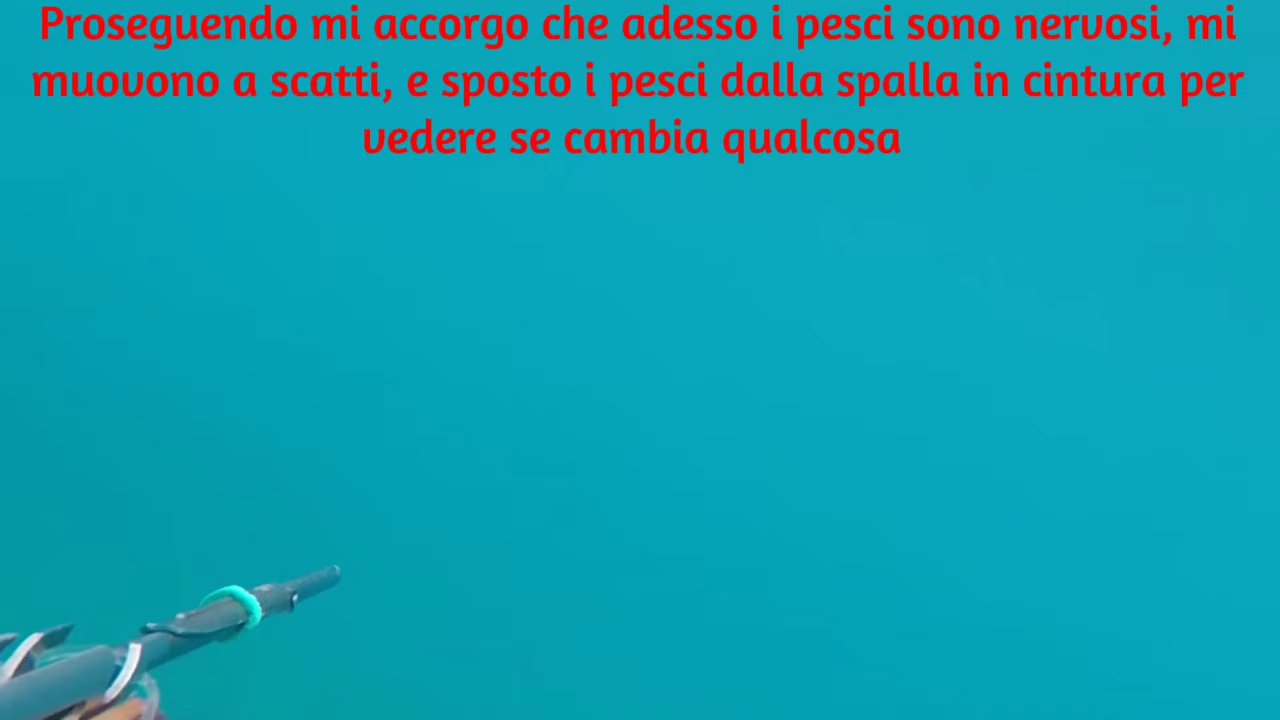 Proseguendo mi accorgo che adesso i pesci sono nervosi, mi
muovono a scatti, e sposto i pesci dalla spalla in cintura per
vedere se cambia qualcosa